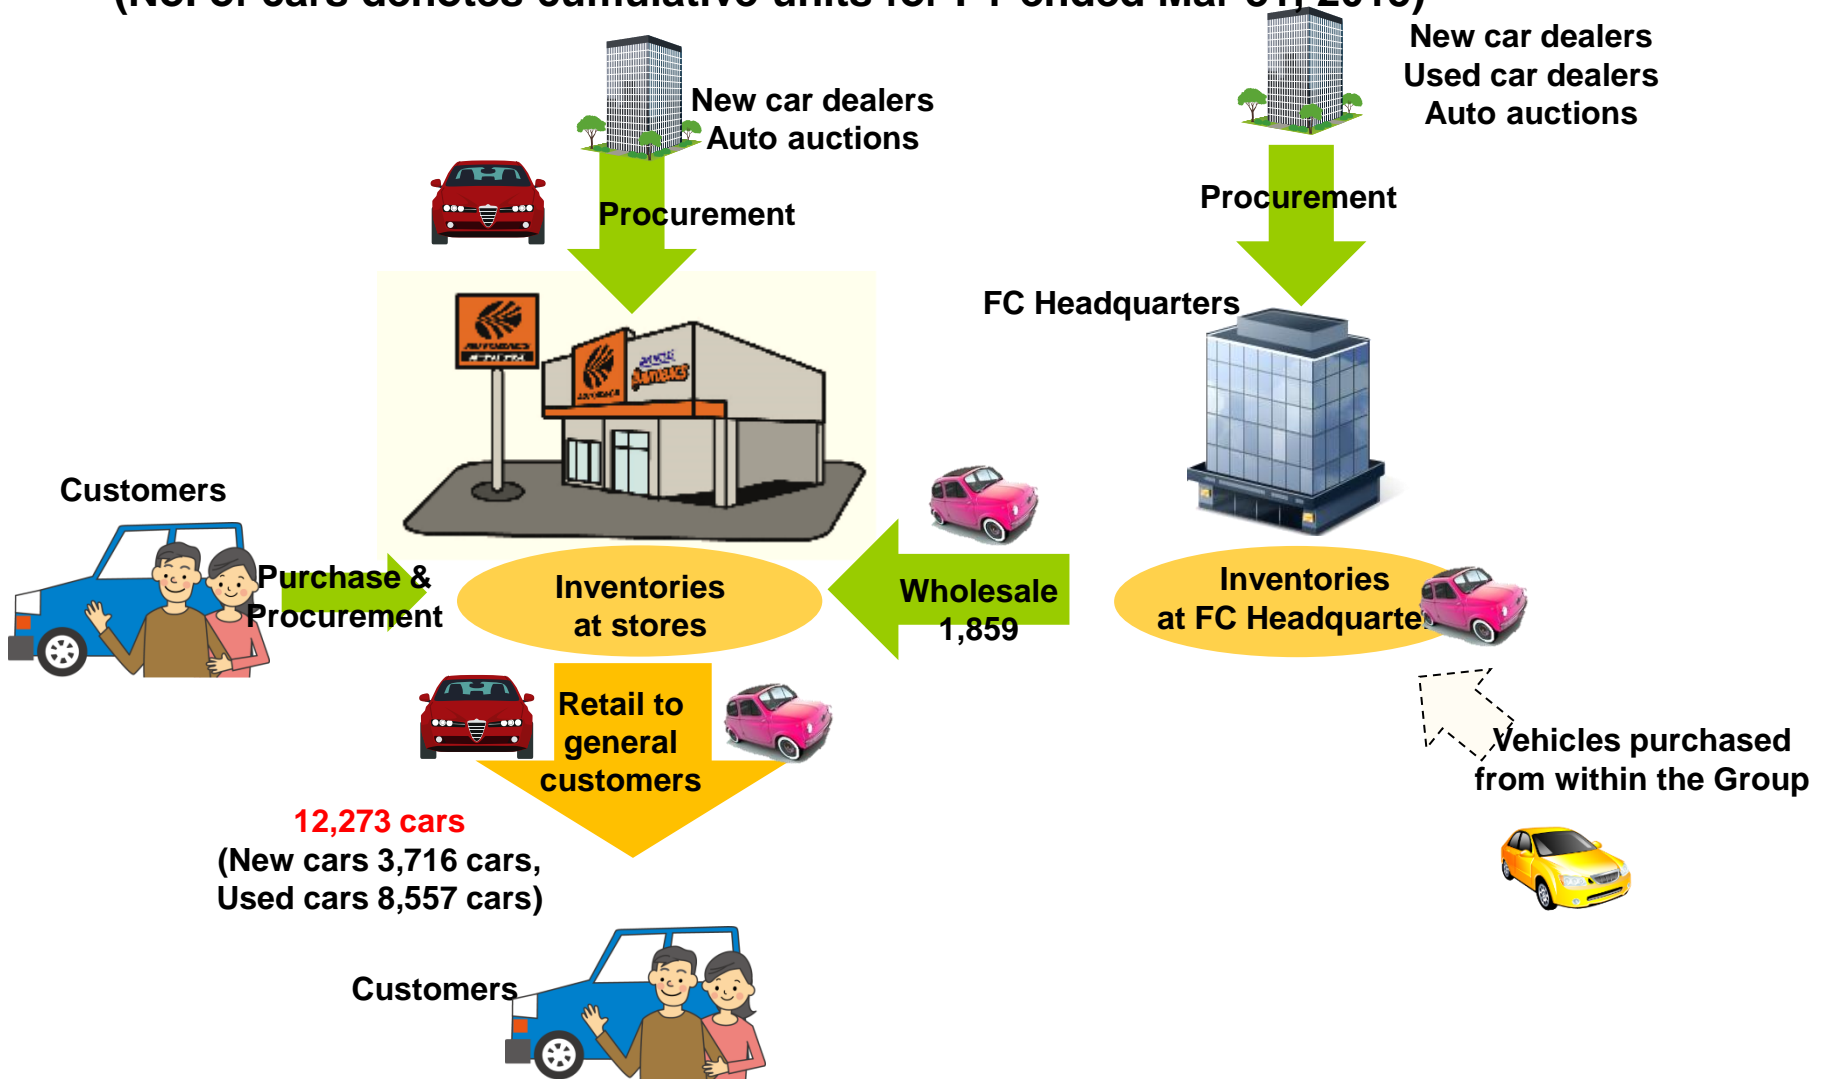 New car dealers
Used car dealers
Auto auctions
New car dealers
Auto auctions
Procurement
Procurement
FC Headquarters
AUTOBACS
AUTOBACS
Customers
Purchase &
Procurement
Inventories
at stores
Wholesale
1,859
Inventories
at FC Headquarte
Retail to
general
customers
Vehicles purchased
from within the Group
12,273 cars
(New cars 3,716 cars,
Used cars 8,557 cars)
Customers